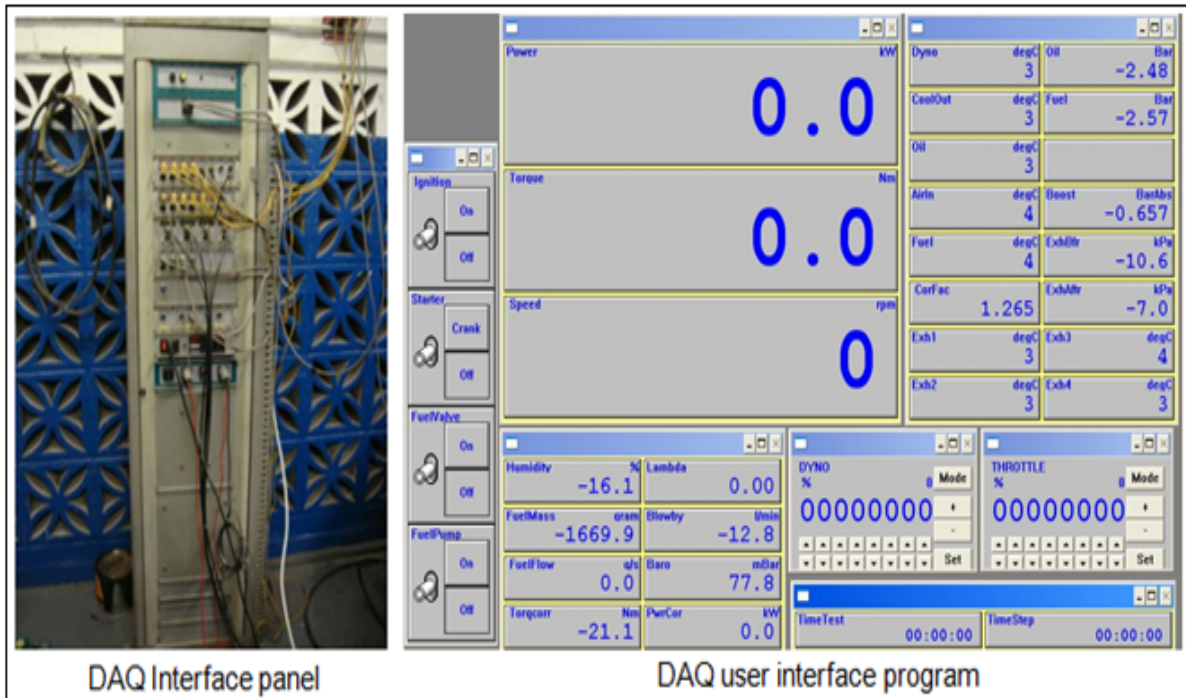 Power kW
0.0
Torque Nm
0.0
Speed rpm
0
Ignition
On
Off
Starter
Crank
Off
FuelValve
On
Off
FuelPump
On
Off
Dyno degC
3
Oil Bar
-2.48
CoolOut degC
3
Fuel Bar
-2.57
Oil degC
3
AirIn degC
4
Boost BarAbs
-0.657
Fuel degC
4
ExhBfr kPa
-10.6
CorFac
1.265
ExhAftr kPa
-7.0
Exh1 degC
3
Exh3 degC
4
Exh2 degC
3
Exh4 degC
3
Humidity %
-16.1
Lambda
0.00
FuelMass gram
-1669.9
Blowby l/min
-12.8
FuelFlow g/s
0.0
Baro mBar
77.8
Torqcorr Nm
-21.1
PwrCor kW
0.0
DYNO
% 0
Mode
00000000
+
-
Set
THROTTLE
% 0
Mode
00000000
+
-
Set
TimeTest
00:00:00
TimeStep
00:00:00
DAQ Interface panel
DAQ user interface program